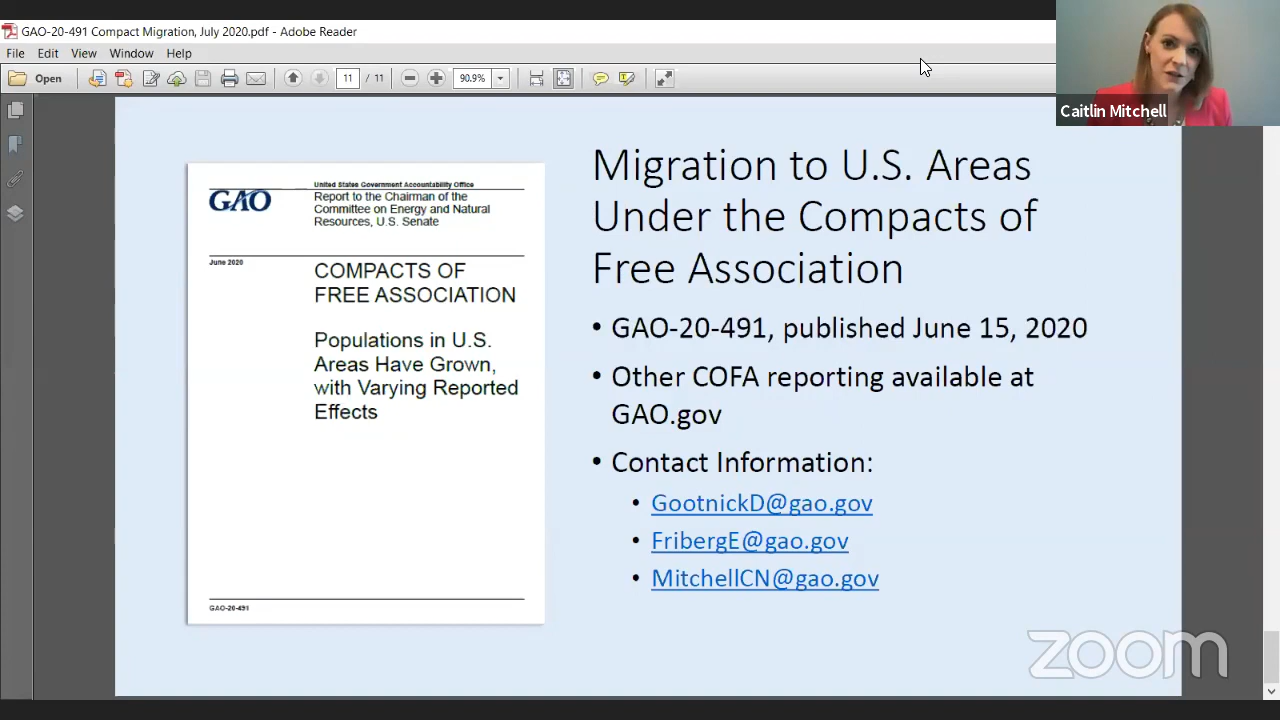 GAO-20-491 Compact Migration, July 2020.pdf - Adobe Reader
File Edit View Window Help
Open 11 / 11 90.9%
Caitlin Mitchell
GAO
United States Government Accountability Office
Report to the Chairman of the
Committee on Energy and Natural
Resources, U.S. Senate
June 2020
COMPACTS OF
FREE ASSOCIATION
Populations in U.S.
Areas Have Grown,
with Varying Reported
Effects
GAO-20-491
Migration to U.S. Areas
Under the Compacts of
Free Association
• GAO-20-491, published June 15, 2020
• Other COFA reporting available at
GAO.gov
• Contact Information:
• GootnickD@gao.gov
• FribergE@gao.gov
• MitchellCN@gao.gov
zoom